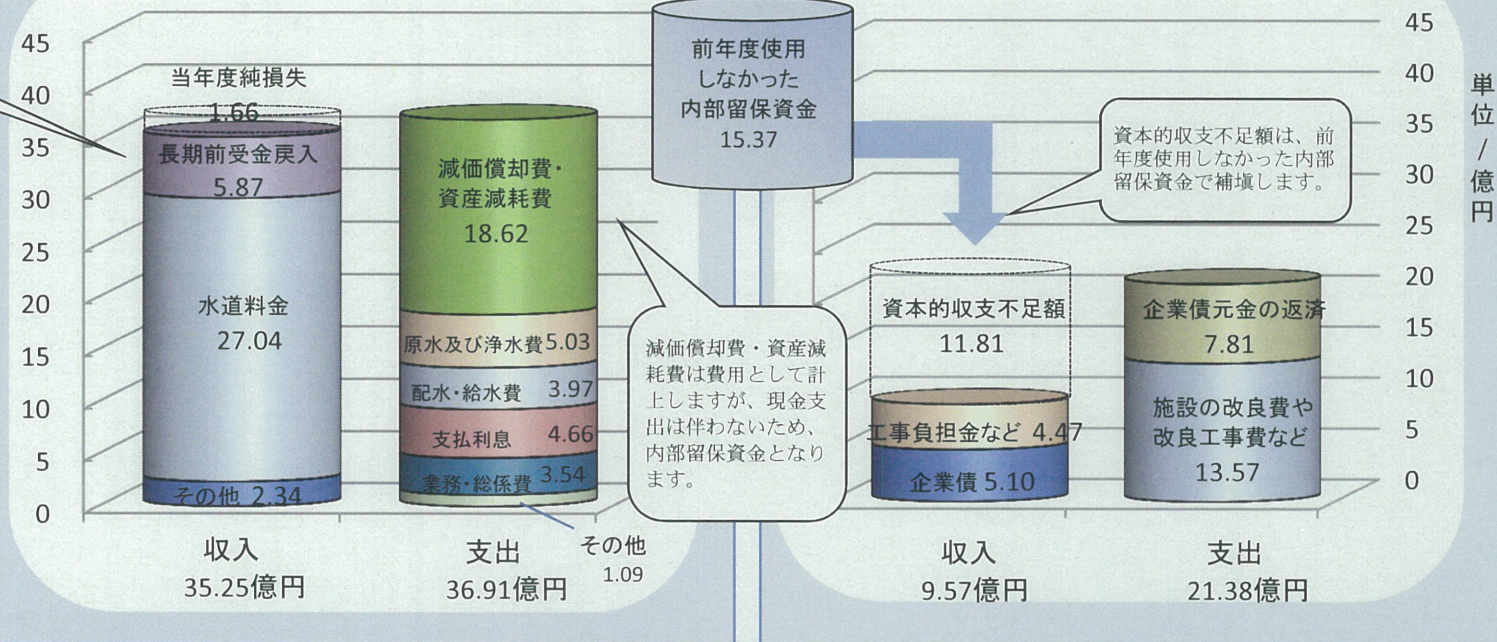 45
40
35
30
25
20
15
10
5
0
当年度純損失
1.66
長期前受金戻入
5.87
水道料金
27.04
その他 2.34
減価償却費・
資産減耗費
18.62
原水及び浄水費5.03
配水・給水費 3.97
支払利息 4.66
業務・総係費 3.54
その他
1.09
収入
35.25億円
支出
36.91億円
前年度使用
しなかった
内部留保資金
15.37
減価償却費・資産減
耗費は費用として計
上しますが、現金支
出は伴わないため、
内部留保資金となり
ます。
資本的収支不足額は、前
年度使用しなかった内部
留保資金で補塡します。
資本的収支不足額
11.81
工事負担金など 4.47
企業債 5.10
企業債元金の返済
7.81
施設の改良費や
改良工事費など
13.57
収入
9.57億円
支出
21.38億円
45
40
35
30
25
20
15
10
5
0
単位/億円